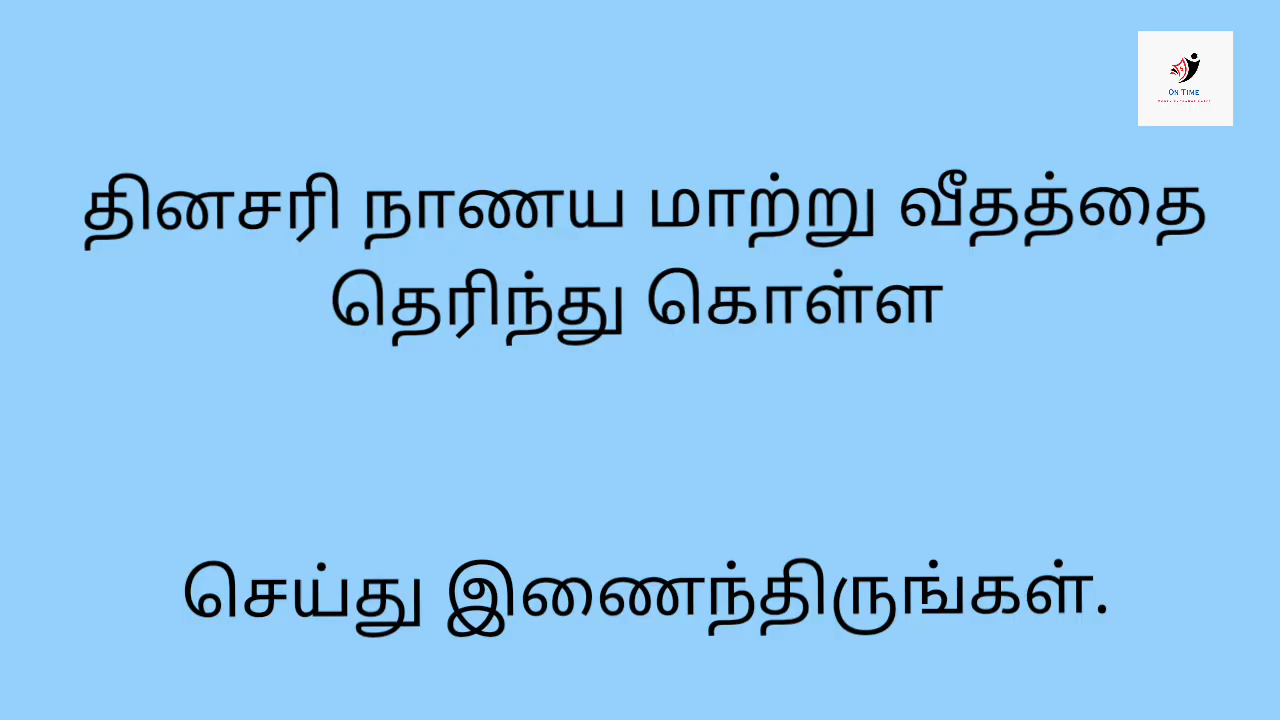 On Time
தினசரி நாணய மாற்று வீதத்தை
தெரிந்து கொள்ள
செய்து இணைந்திருங்கள்.